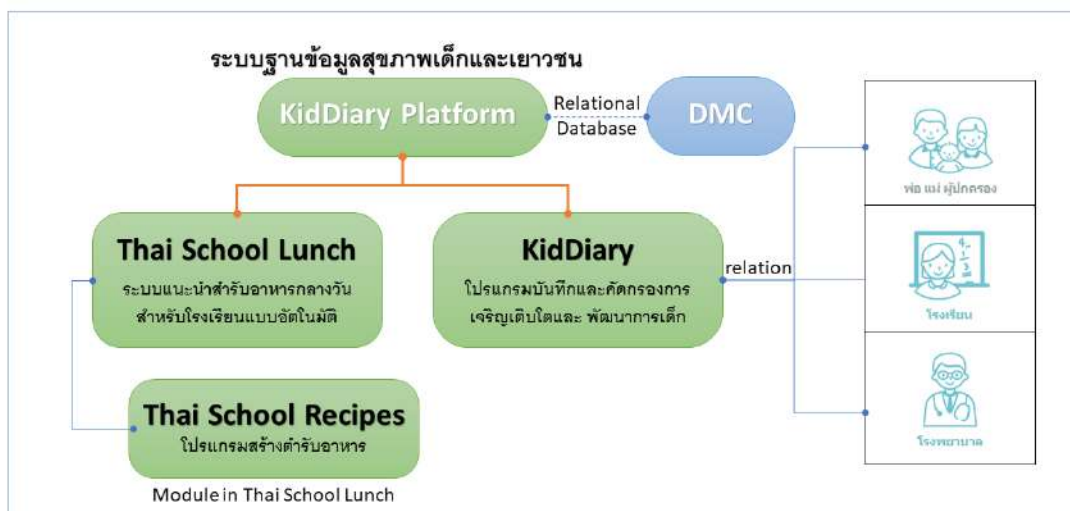 ระบบฐานข้อมูลสุขภาพเด็กและเยาวชน
KidDiary Platform
Relational
Database
DMC
พ่อ แม่ ผู้ปกครอง
Thai School Lunch
ระบบแนะนำสำรับอาหารกลางวัน
สำหรับโรงเรียนแบบอัตโนมัติ
KidDiary
โปรแกรมบันทึกและคัดกรองการ
เจริญเติบโตและ พัฒนาการเด็ก
relation
โรงเรียน
Thai School Recipes
โปรแกรมสร้างตำรับอาหาร
Module in Thai School Lunch
โรงพยาบาล